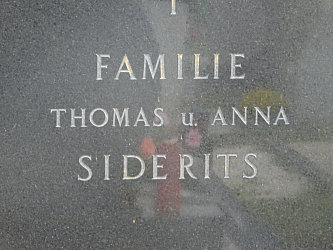 FAMILIE
THOMAS u. ANNA
SIDERITS